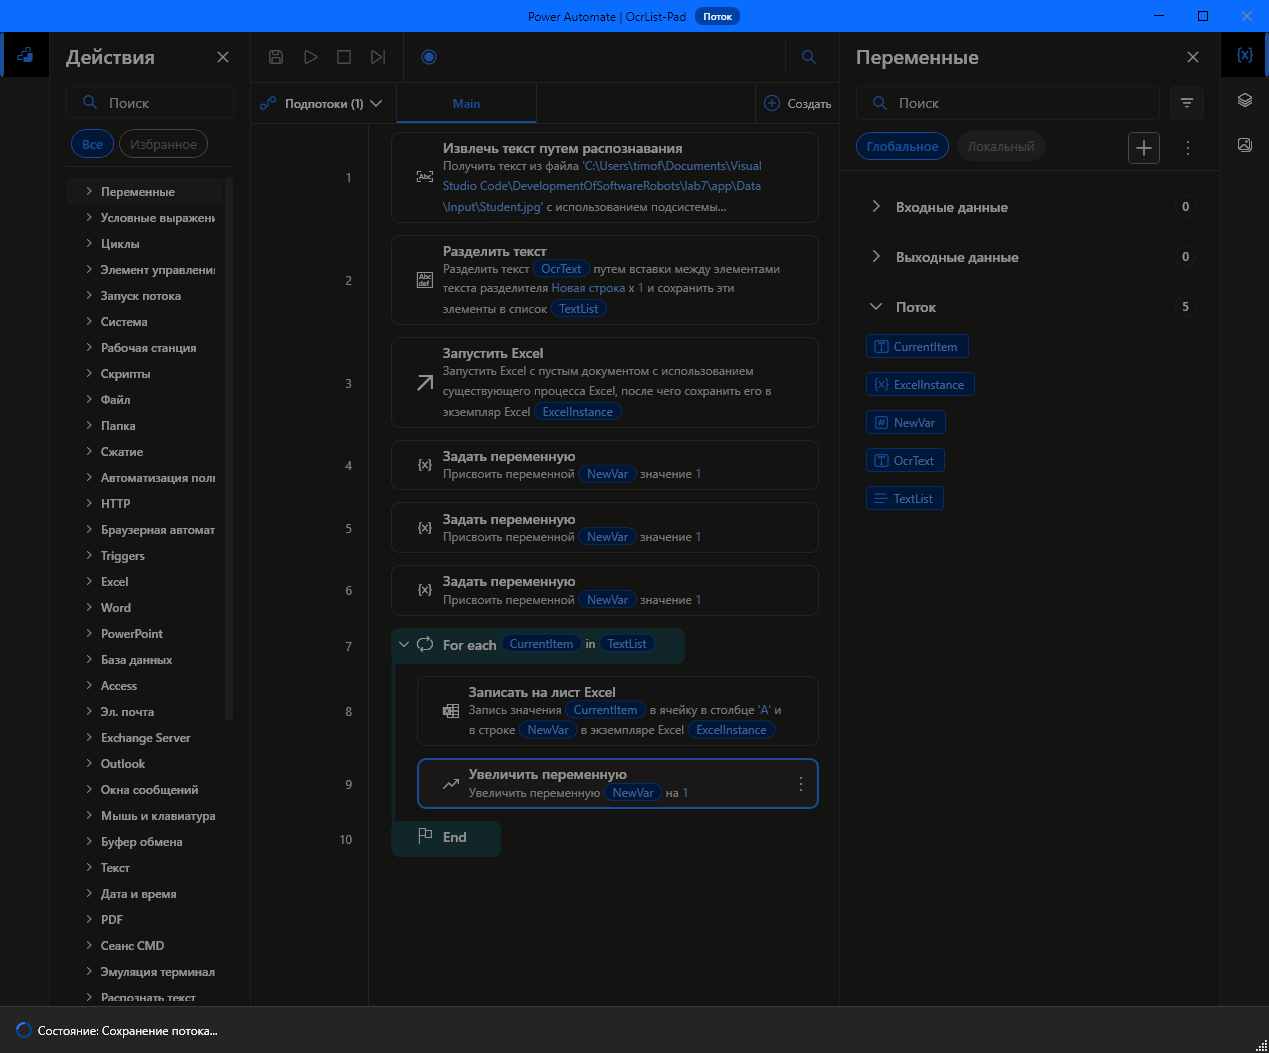 Power Automate | OcrList-Pad Поток
Действия
Поиск
Все Избранное
Переменные
Условные выражени
Циклы
Элемент управлени
Запуск потока
Система
Рабочая станция
Скрипты
Файл
Папка
Сжатие
Автоматизация пол
HTTP
Браузерная автомат
Triggers
Excel
Word
PowerPoint
База данных
Access
Эл. почта
Exchange Server
Outlook
Окна сообщений
Мышь и клавиатура
Буфер обмена
Текст
Дата и время
PDF
Сеанс CMD
Эмуляция терминал
Распознать текст
Подпотоки (1) Main Создать
1
Извлечь текст путем распознавания
Получить текст из файла 'C:\Users\timof\Documents\Visual
Studio Code\DevelopmentOfSoftwareRobots\lab7\app\Data
\Input\Student.jpg' с использованием подсистемы...
2
Разделить текст
Разделить текст OcrText путем вставки между элементами
текста разделителя Новая строка x 1 и сохранить эти
элементы в список TextList
3
Запустить Excel
Запустить Excel с пустым документом с использованием
существующего процесса Excel, после чего сохранить его в
экземпляр Excel ExcelInstance
4
Задать переменную
Присвоить переменной NewVar значение 1
5
Задать переменную
Присвоить переменной NewVar значение 1
6
Задать переменную
Присвоить переменной NewVar значение 1
7
For each CurrentItem in TextList
8
Записать на лист Excel
Запись значения CurrentItem в ячейку в столбце 'A' и
в строке NewVar в экземпляре Excel ExcelInstance
9
Увеличить переменную
Увеличить переменную NewVar на 1
10
End
Переменные
Поиск
Глобальное Локальный
Входные данные 0
Выходные данные 0
Поток 5
CurrentItem
ExcelInstance
NewVar
OcrText
TextList
Состояние: Сохранение потока...